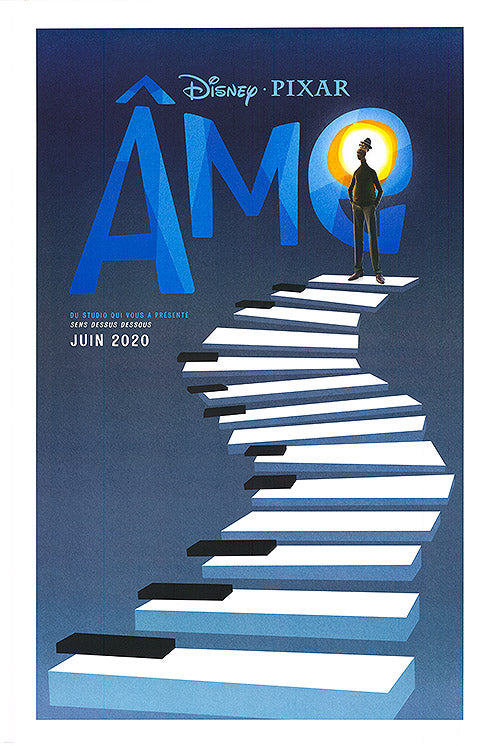 Disney · PIXAR
ÂME
DU STUDIO QUI VOUS A PRÉSENTÉ
SENS DESSUS DESSOUS
JUIN 2020